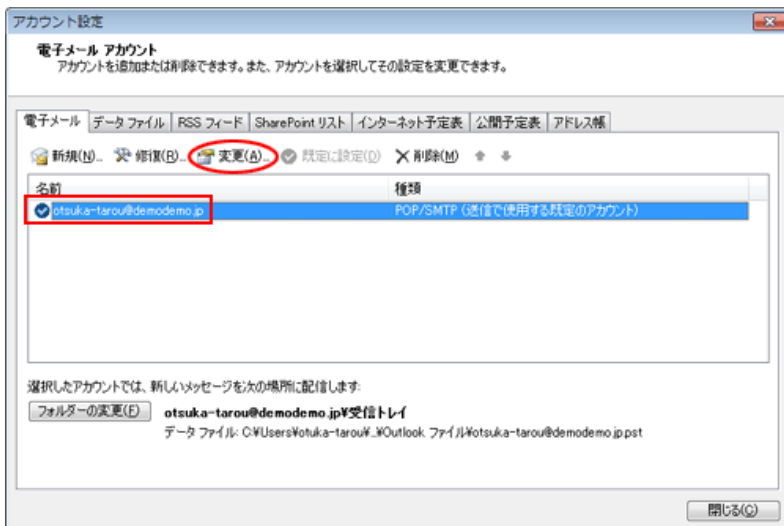 アカウント設定
電子メール アカウント
アカウントを追加または削除できます。また、アカウントを選択してその設定を変更できます。
電子メール データ ファイル RSS フィード SharePoint リスト インターネット予定表 公開予定表 アドレス帳
新規(N)... 修復(R)... 変更(A)... 既定に設定(D) 削除(M)
名前 種類
otsuka-tarou@demodemo.jp POP/SMTP (送信で使用する既定のアカウント)
選択したアカウントでは、新しいメッセージを次の場所に配信します:
フォルダーの変更(F) otsuka-tarou@demodemo.jp¥受信トレイ
データ ファイル: C:¥Users¥otuka-tarou¥...¥Outlook ファイル¥otsuka-tarou@demodemo.jp.pst
閉じる(C)